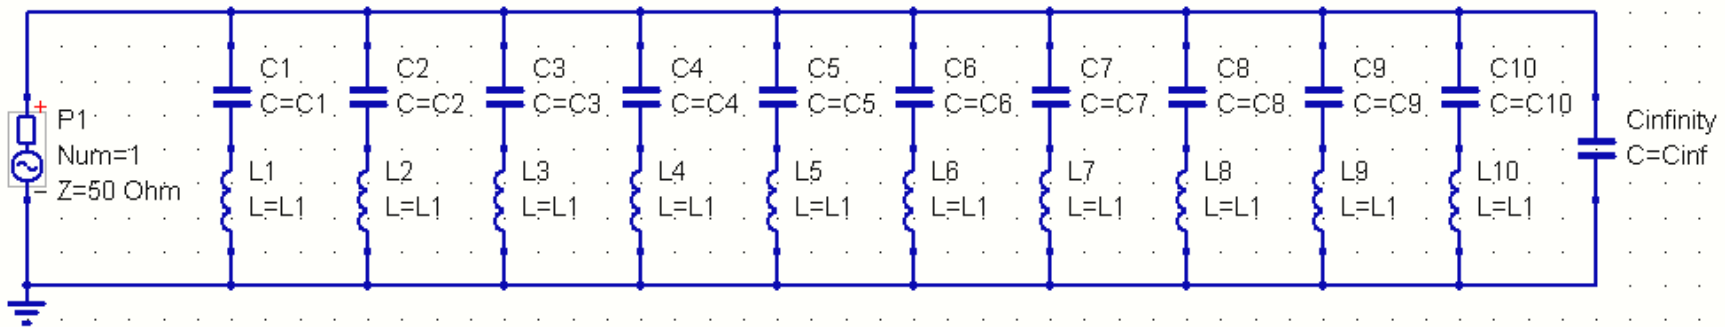 C1
C=C1
C2
C=C2
C3
C=C3
C4
C=C4
C5
C=C5
C6
C=C6
C7
C=C7
C8
C=C8
C9
C=C9
C10
C=C10
+
P1
Num=1
Z=50 Ohm
−
Cinfinity
C=Cinf
L1
L=L1
L2
L=L1
L3
L=L1
L4
L=L1
L5
L=L1
L6
L=L1
L7
L=L1
L8
L=L1
L9
L=L1
L10
L=L1